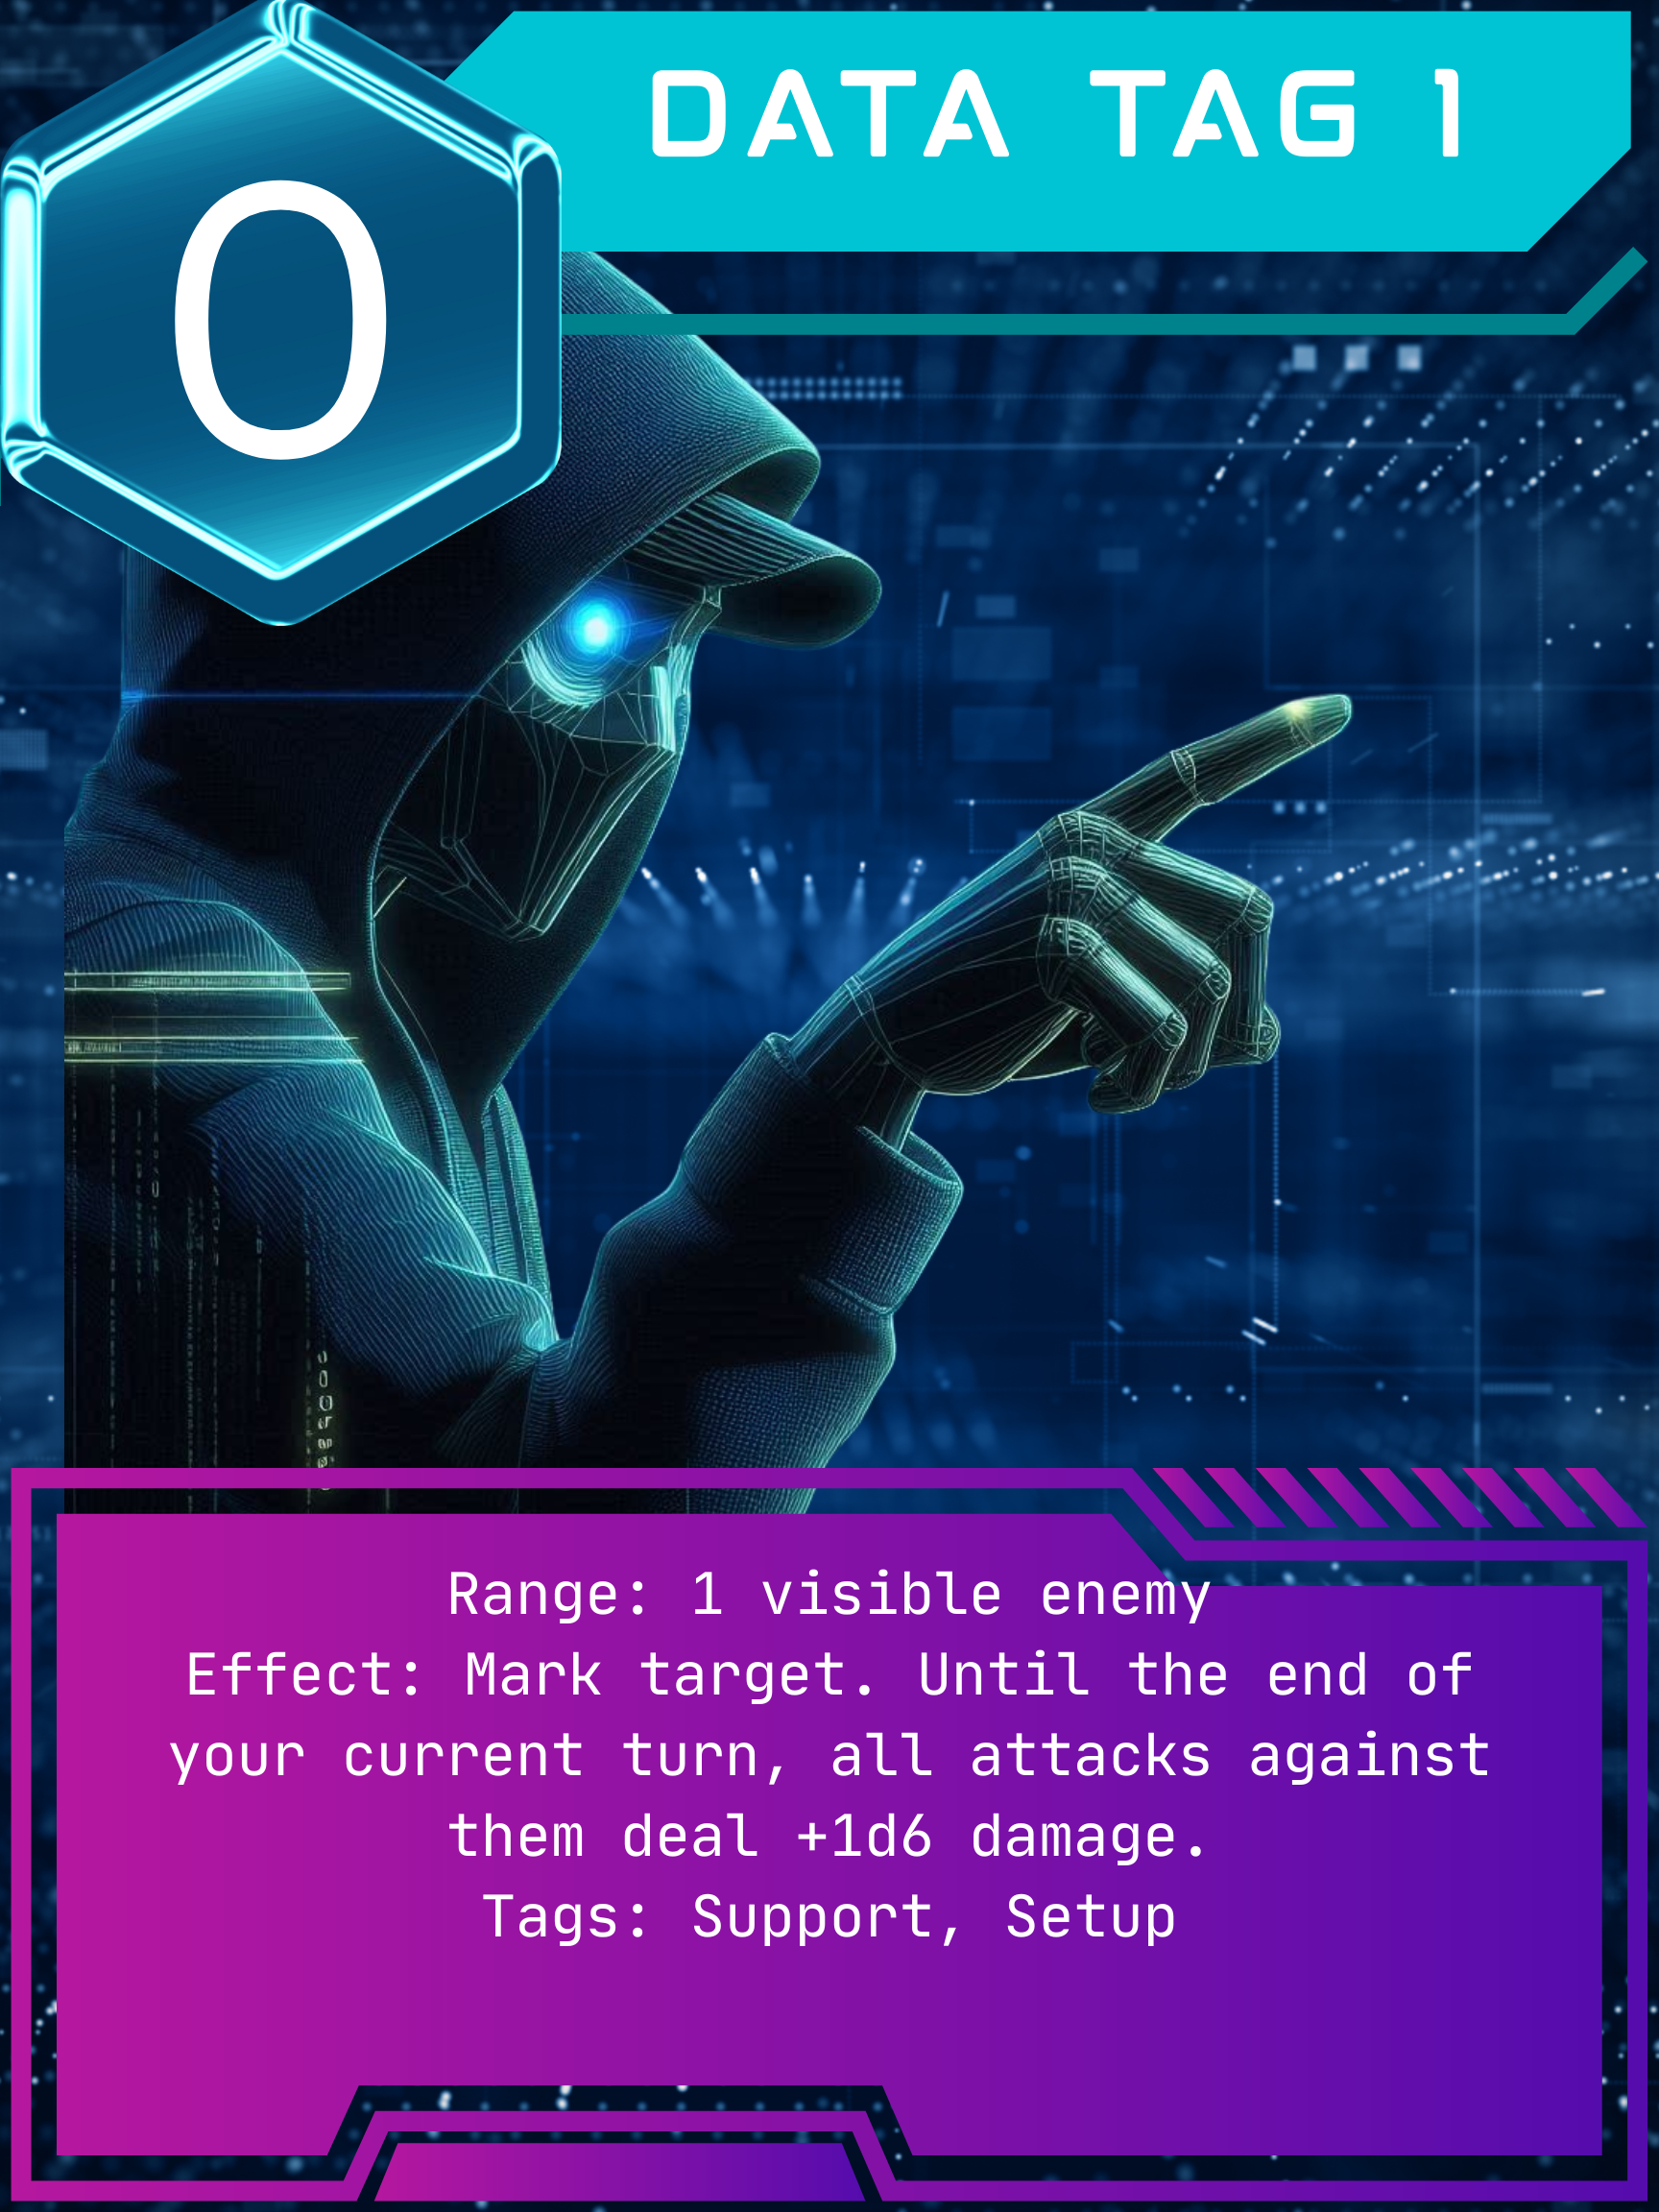 0
DATA TAG 1
Range: 1 visible enemy
Effect: Mark target. Until the end of
your current turn, all attacks against
them deal +1d6 damage.
Tags: Support, Setup